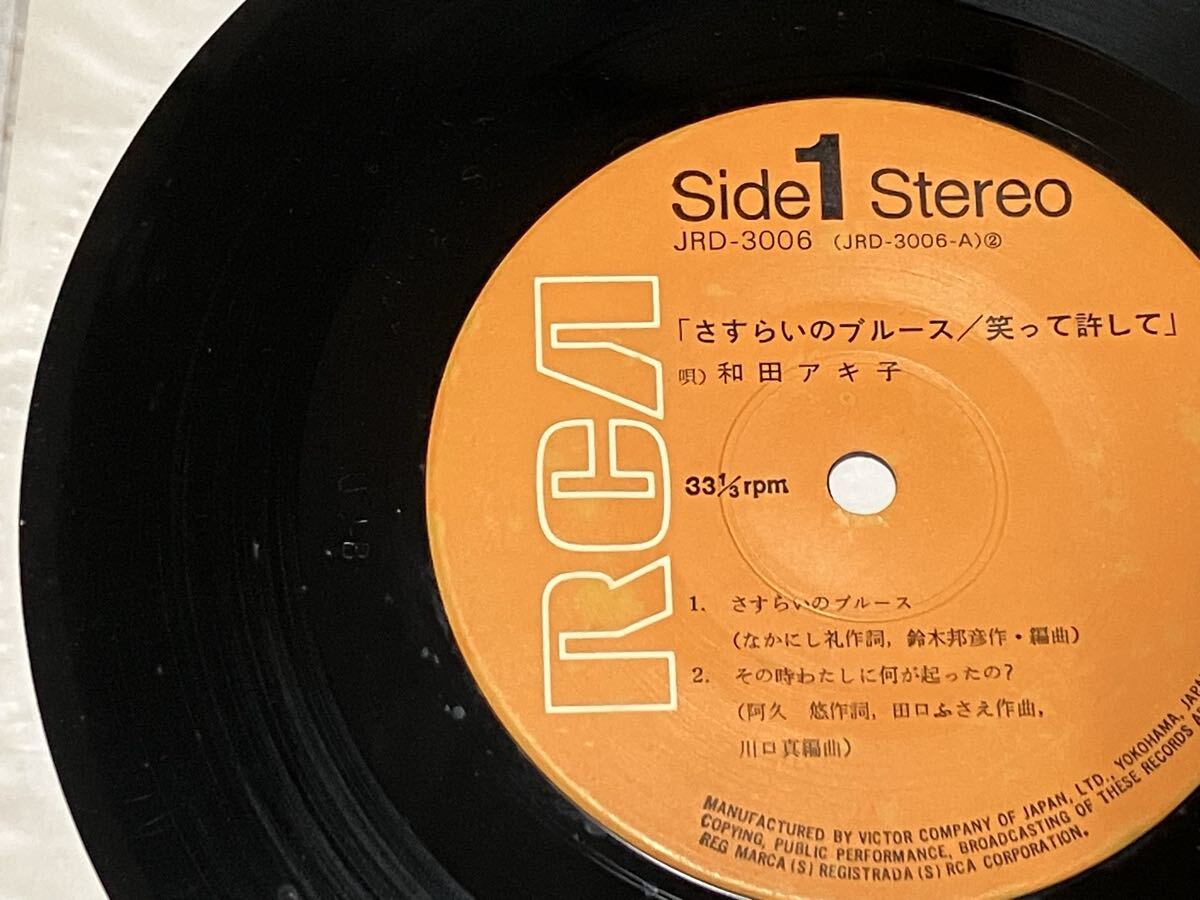 Side 1 Stereo
JRD-3006 (JRD-3006-A)②
「さすらいのブルース/笑って許して」
唄)和田アキ子
RCA
33⅓rpm
1. さすらいのブルース
(なかにし礼作詞, 鈴木邦彦作・編曲)
2. その時わたしに何が起ったの?
(阿久 悠作詞, 田口ふさえ作曲,
川口真編曲)
MANUFACTURED BY VICTOR COMPANY OF JAPAN, LTD., YOKOHAMA, JAPAN
COPYING, PUBLIC PERFORMANCE, BROADCASTING OF THESE RECORDS
REG MARCA(S) REGISTRADA(S) RCA CORPORATION.